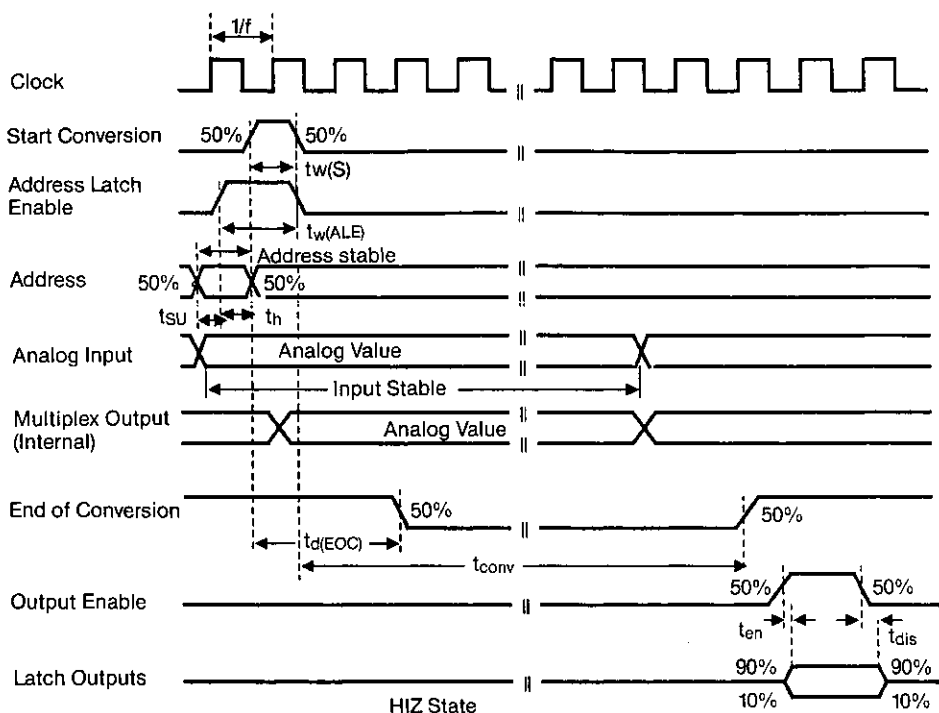 1/f
Clock
Start Conversion 50% 50%
tw(S)
Address Latch
Enable
tw(ALE)
Address stable
Address 50% 50%
tSU th
Analog Input Analog Value
Input Stable
Multiplex Output
(Internal) Analog Value
End of Conversion 50% 50%
td(EOC)
tconv
Output Enable 50% 50%
ten tdis
Latch Outputs 90% 90%
10% 10%
HIZ State